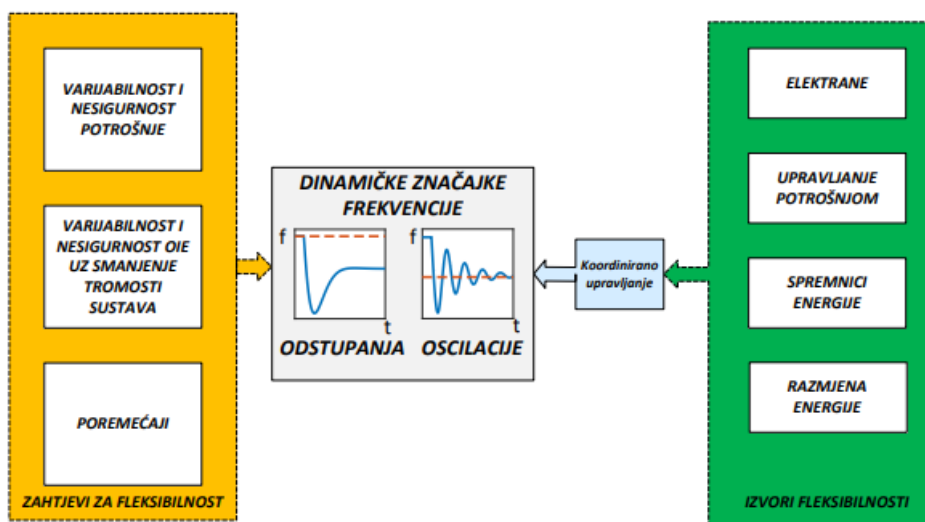 VARIJABILNOST I
NESIGURNOST
POTROŠNJE
VARIJABILNOST I
NESIGURNOST OIE
UZ SMANJENJE
TROMOSTI
SUSTAVA
POREMEĆAJI
ZAHTJEVI ZA FLEKSIBILNOST
DINAMIČKE ZNAČAJKE
FREKVENCIJE
f
t
ODSTUPANJA
f
t
OSCILACIJE
Koordinirano
upravljanje
ELEKTRANE
UPRAVLJANJE
POTROŠNJOM
SPREMNICI
ENERGIJE
RAZMJENA
ENERGIJE
IZVORI FLEKSIBILNOSTI